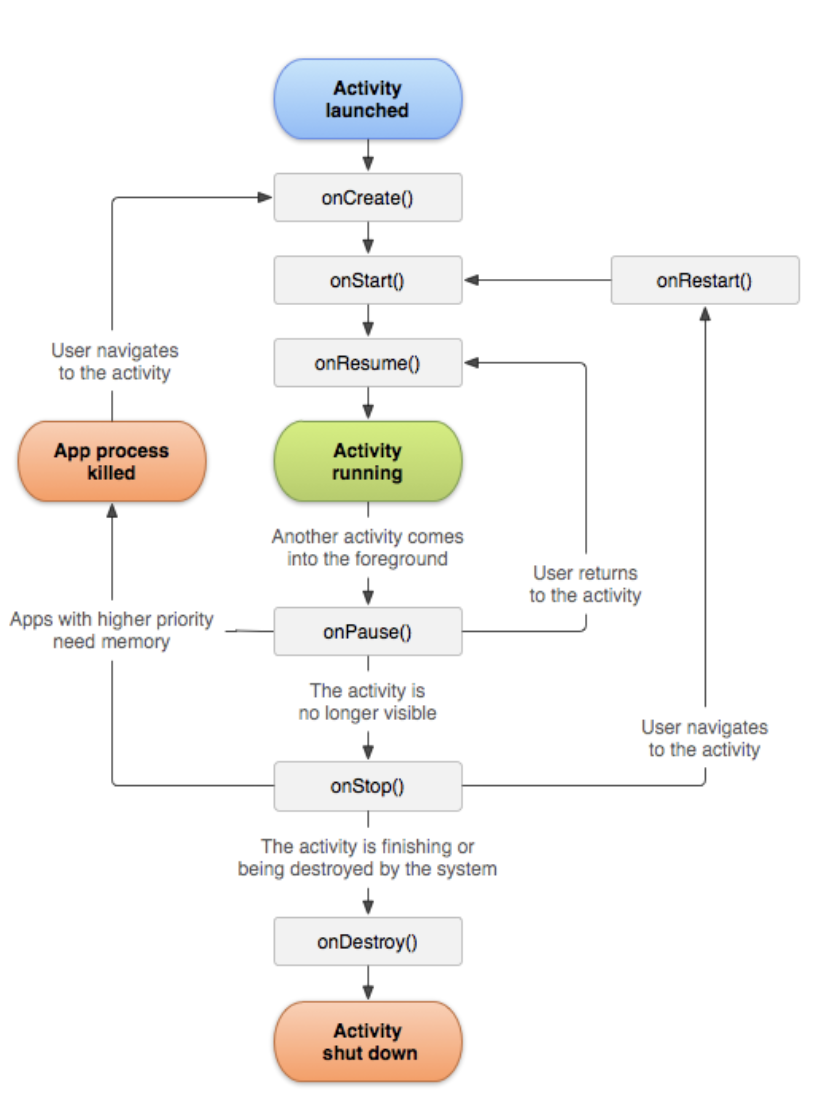 Activity
launched
onCreate()
onStart()
onRestart()
User navigates
to the activity
onResume()
App process
killed
Activity
running
Another activity comes
into the foreground
User returns
to the activity
Apps with higher priority
need memory
onPause()
The activity is
no longer visible
User navigates
to the activity
onStop()
The activity is finishing or
being destroyed by the system
onDestroy()
Activity
shut down